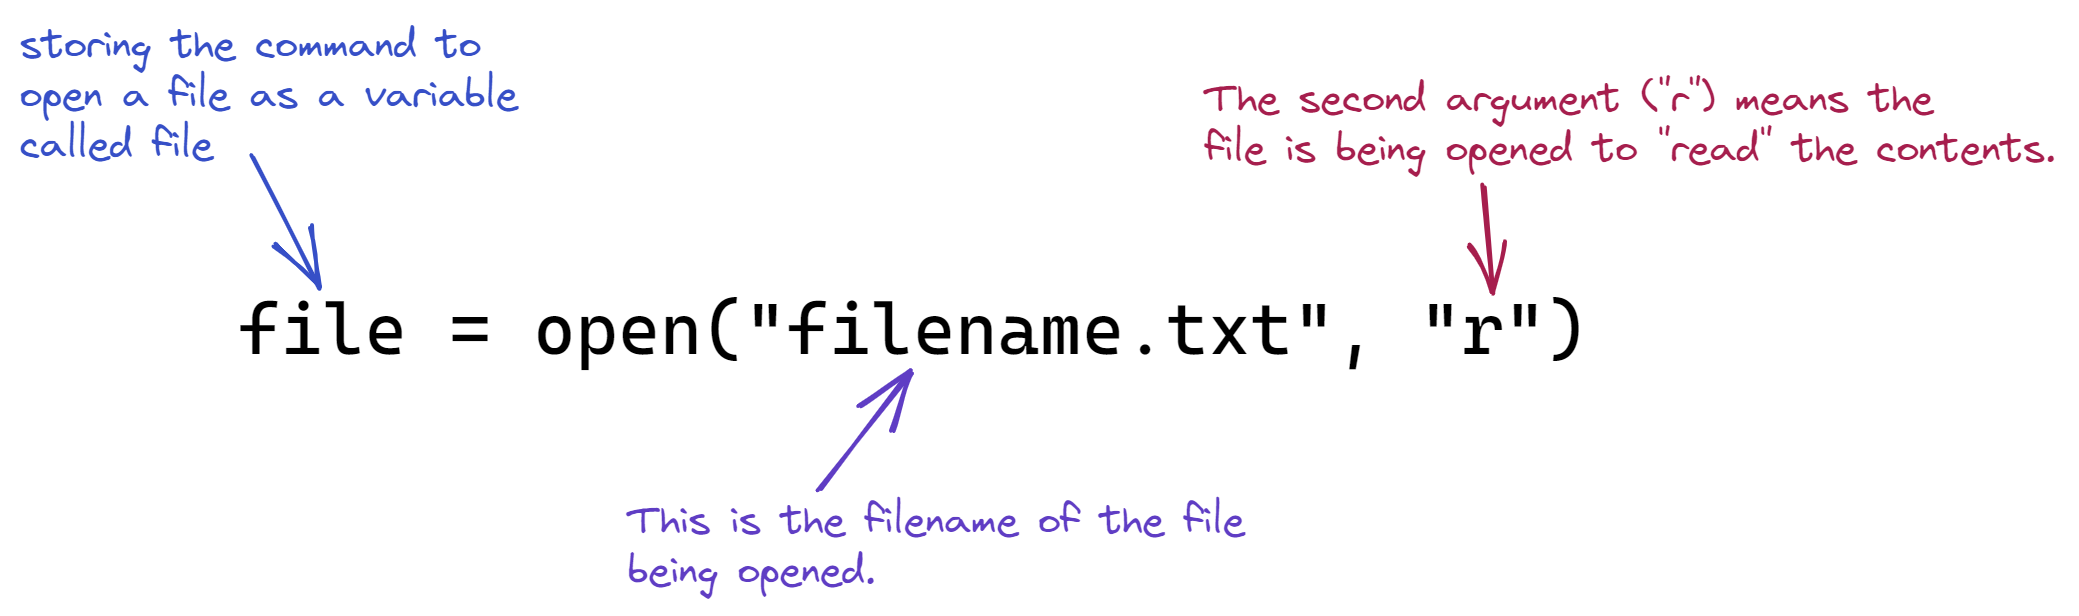 storing the command to
open a file as a variable
called file
The second argument ("r") means the
file is being opened to "read" the contents.
file = open("filename.txt", "r")
This is the filename of the file
being opened.